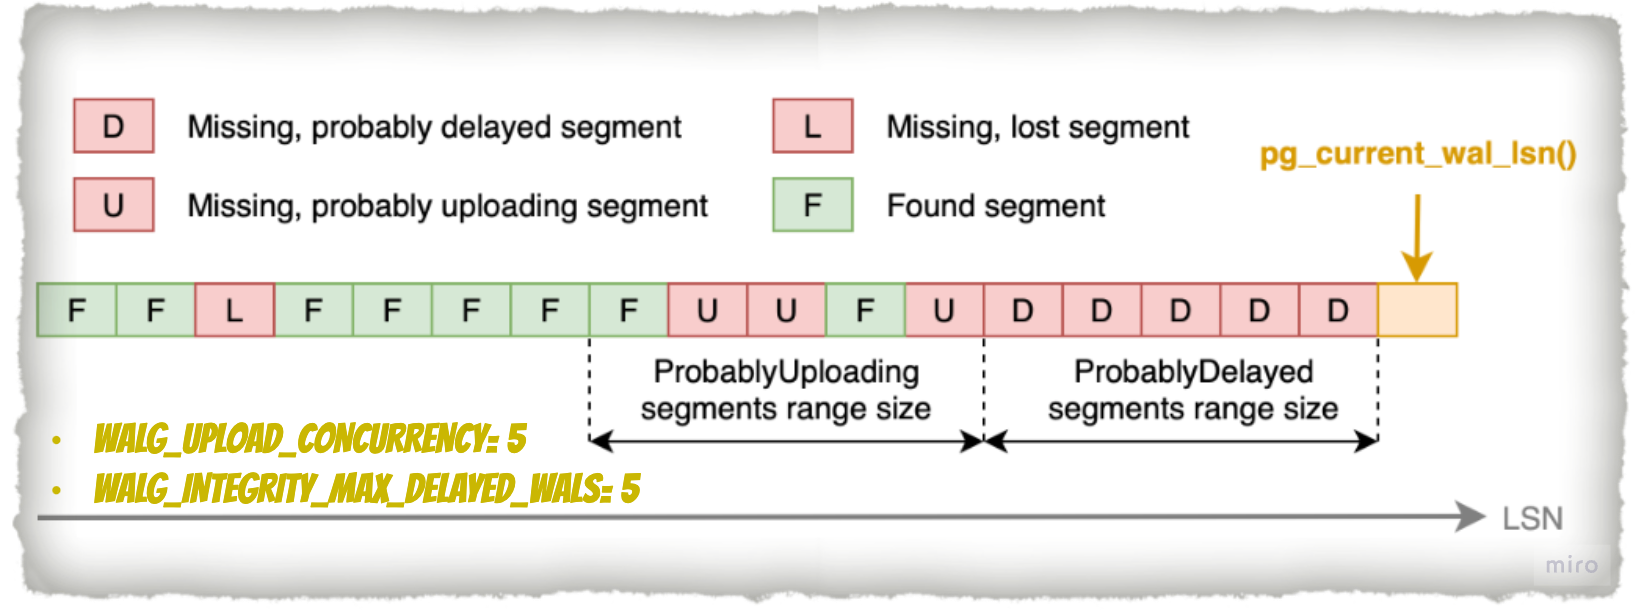 D Missing, probably delayed segment
L Missing, lost segment
pg_current_wal_lsn()
U Missing, probably uploading segment
F Found segment
F F L F F F F F U U F U D D D D D
ProbablyUploading
segments range size
ProbablyDelayed
segments range size
• WALG_UPLOAD_CONCURRENCY: 5
• WALG_INTEGRITY_MAX_DELAYED_WALS: 5
LSN
miro